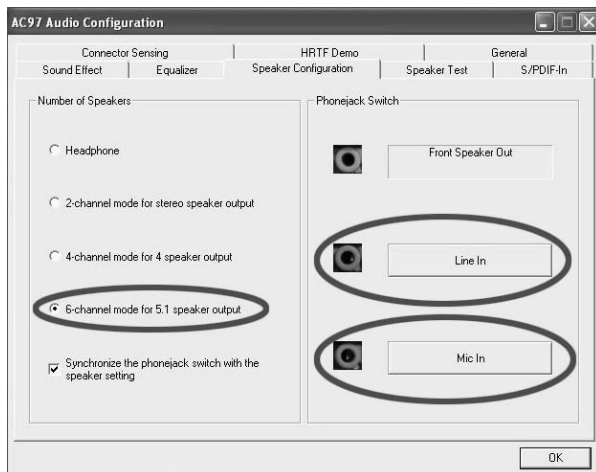 AC97 Audio Configuration
Connector Sensing
HRTF Demo
General
Sound Effect
Equalizer
Speaker Configuration
Speaker Test
S/PDIF-In
Number of Speakers
Headphone
2-channel mode for stereo speaker output
4-channel mode for 4 speaker output
6-channel mode for 5.1 speaker output
Synchronize the phonejack switch with the
speaker setting
Phonejack Switch
Front Speaker Out
Line In
Mic In
OK